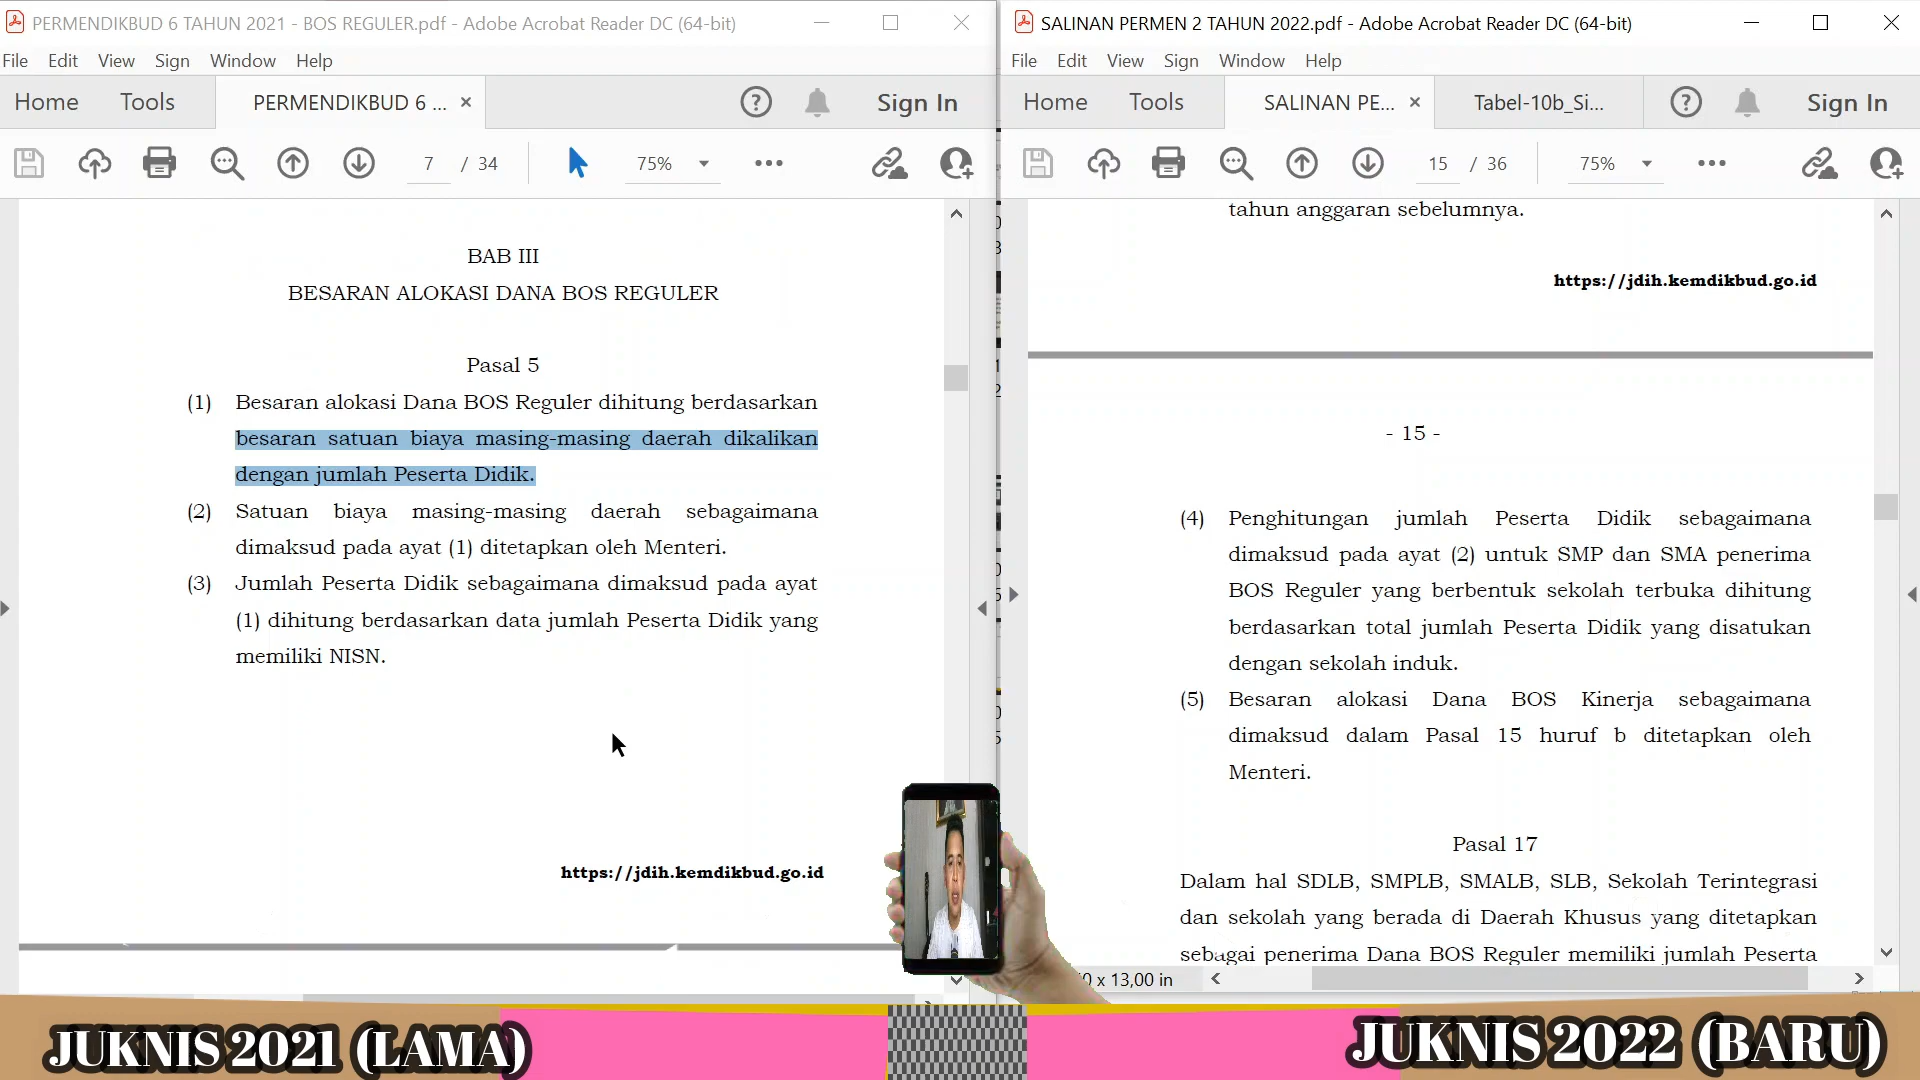 PERMENDIKBUD 6 TAHUN 2021 - BOS REGULER.pdf - Adobe Acrobat Reader DC (64-bit)
File Edit View Sign Window Help
Home Tools PERMENDIKBUD 6 ... × Sign In
7 / 34 75%
BAB III
BESARAN ALOKASI DANA BOS REGULER
Pasal 5
(1) Besaran alokasi Dana BOS Reguler dihitung berdasarkan
besaran satuan biaya masing-masing daerah dikalikan
dengan jumlah Peserta Didik.
(2) Satuan biaya masing-masing daerah sebagaimana
dimaksud pada ayat (1) ditetapkan oleh Menteri.
(3) Jumlah Peserta Didik sebagaimana dimaksud pada ayat
(1) dihitung berdasarkan data jumlah Peserta Didik yang
memiliki NISN.
https://jdih.kemdikbud.go.id
SALINAN PERMEN 2 TAHUN 2022.pdf - Adobe Acrobat Reader DC (64-bit)
File Edit View Sign Window Help
Home Tools SALINAN PE... × Tabel-10b_Si... Sign In
15 / 36 75%
tahun anggaran sebelumnya.
https://jdih.kemdikbud.go.id
- 15 -
(4) Penghitungan jumlah Peserta Didik sebagaimana
dimaksud pada ayat (2) untuk SMP dan SMA penerima
BOS Reguler yang berbentuk sekolah terbuka dihitung
berdasarkan total jumlah Peserta Didik yang disatukan
dengan sekolah induk.
(5) Besaran alokasi Dana BOS Kinerja sebagaimana
dimaksud dalam Pasal 15 huruf b ditetapkan oleh
Menteri.
Pasal 17
Dalam hal SDLB, SMPLB, SMALB, SLB, Sekolah Terintegrasi
dan sekolah yang berada di Daerah Khusus yang ditetapkan
sebagai penerima Dana BOS Reguler memiliki jumlah Peserta
0 x 13,00 in
JUKNIS 2021 (LAMA)
JUKNIS 2022 (BARU)